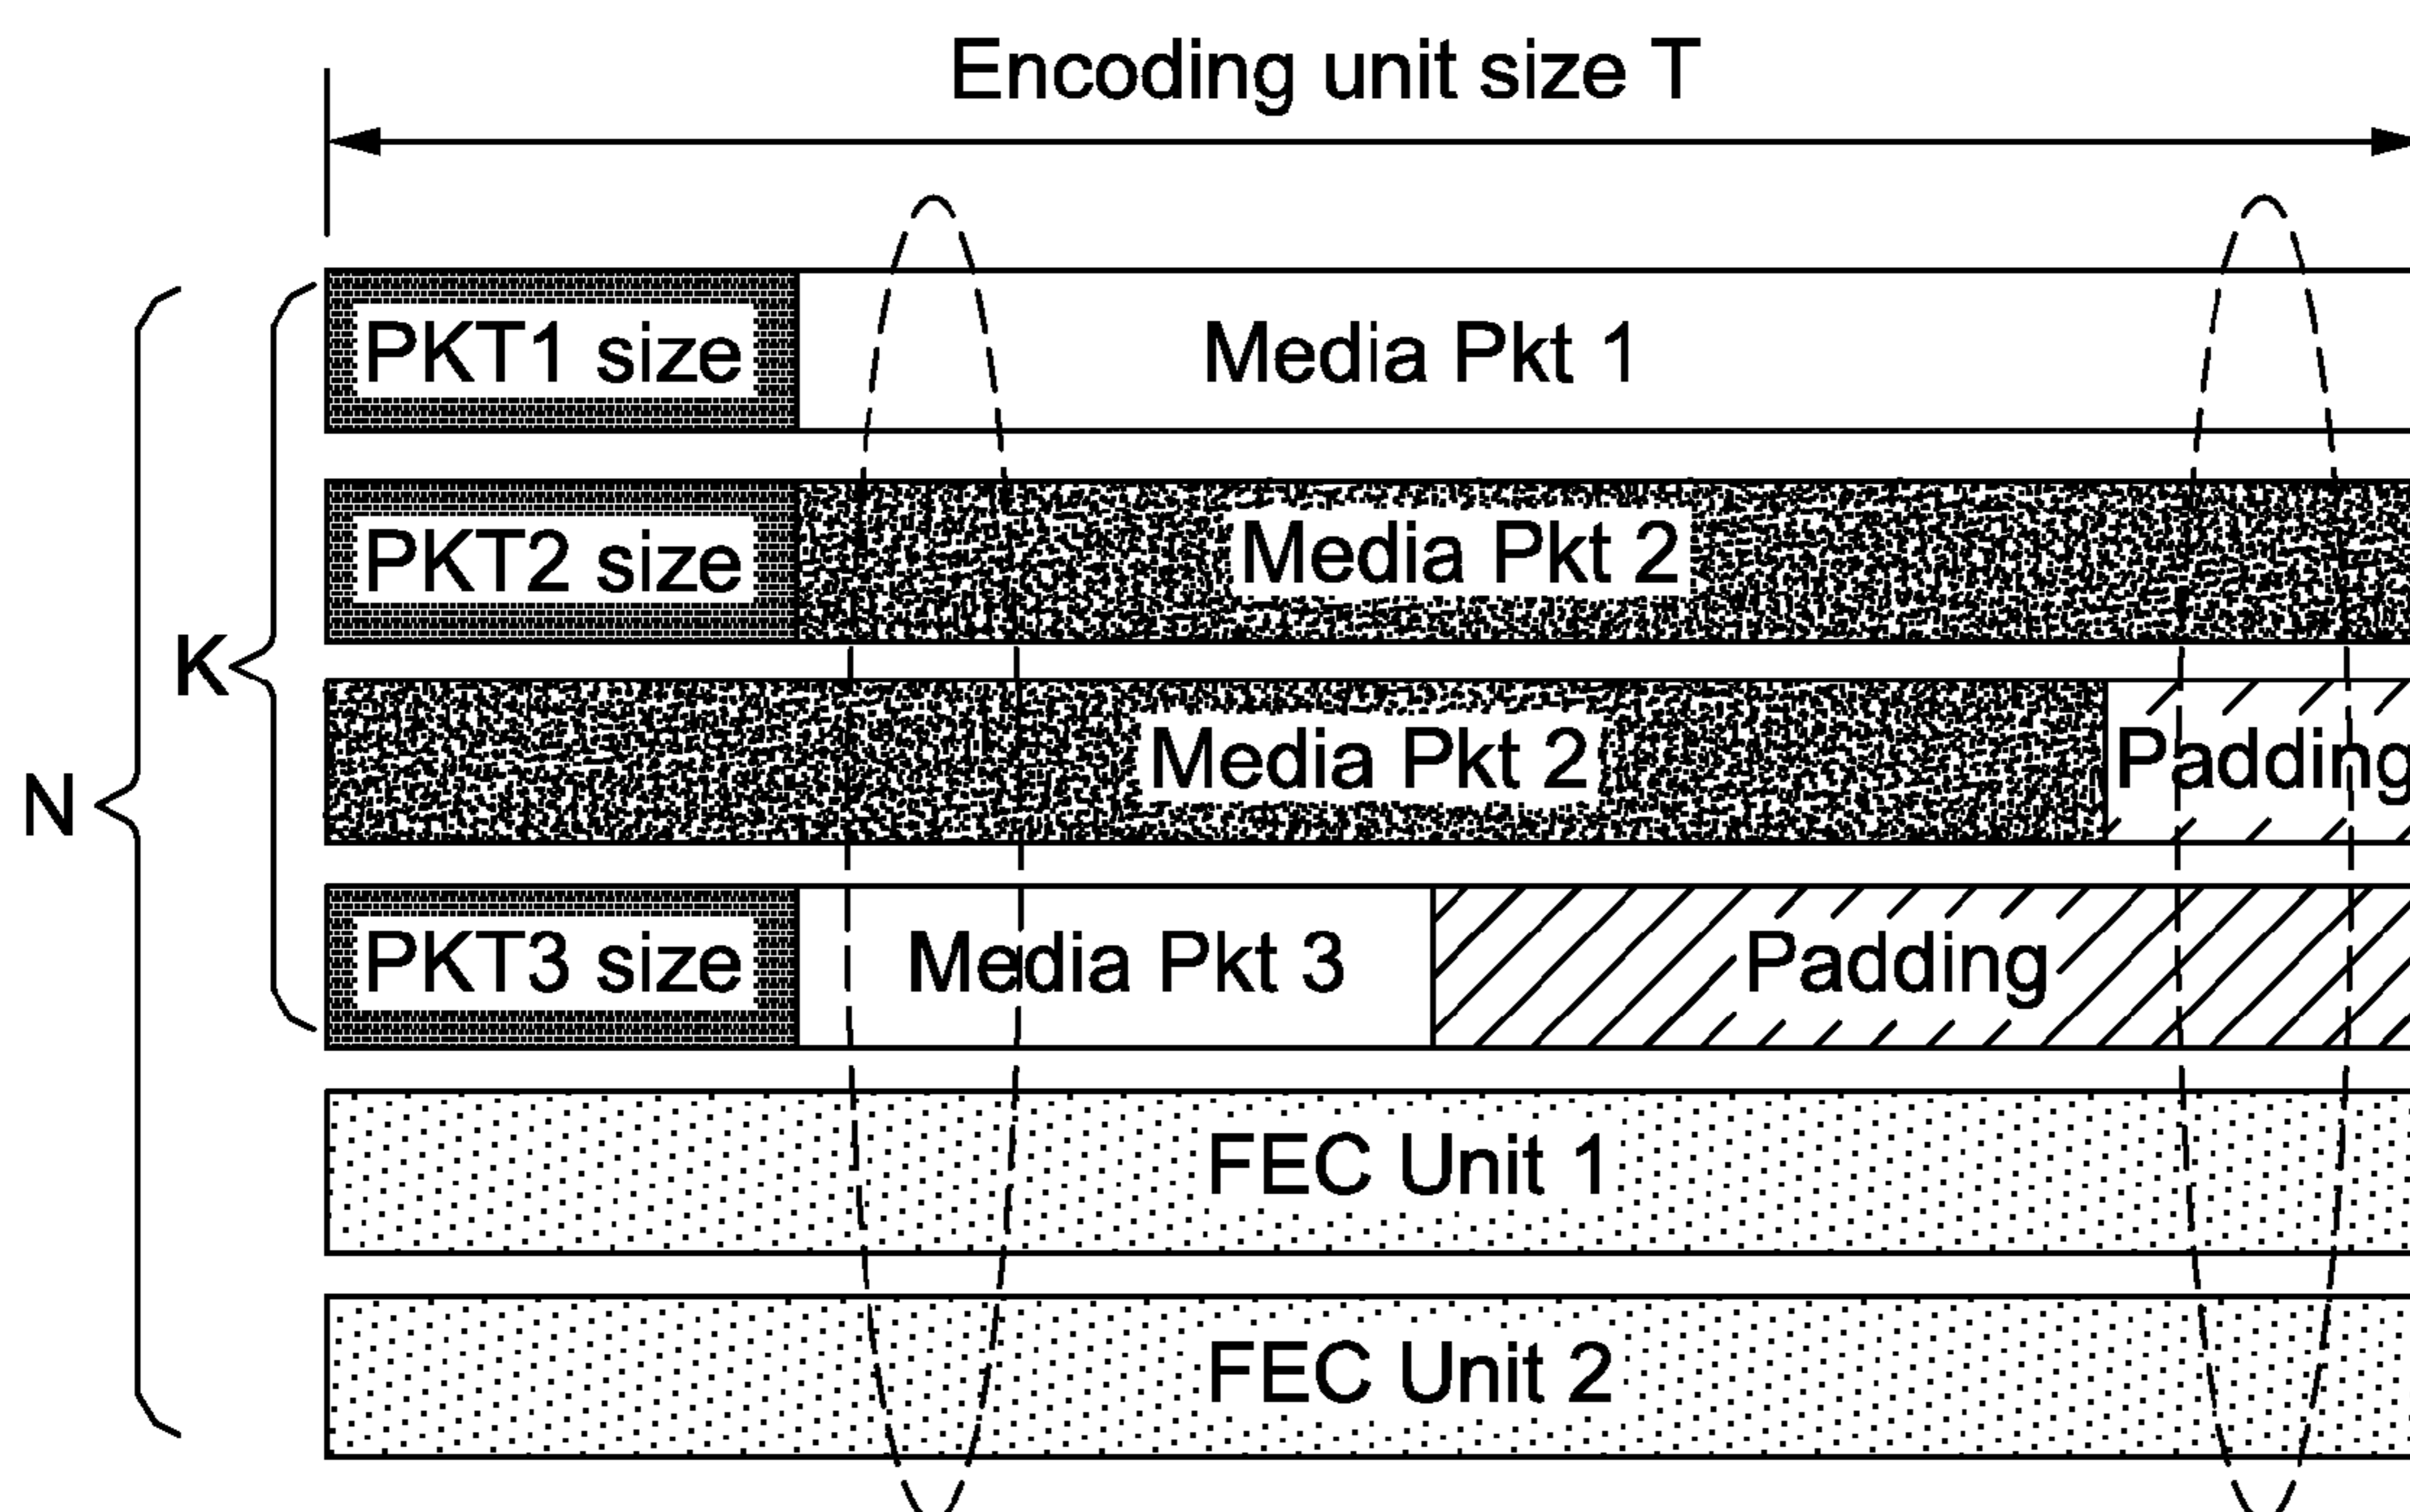 Encoding unit size T
PKT1 size Media Pkt 1
PKT2 size Media Pkt 2
K
Media Pkt 2 Padding
N
PKT3 size Media Pkt 3 Padding
FEC Unit 1
FEC Unit 2